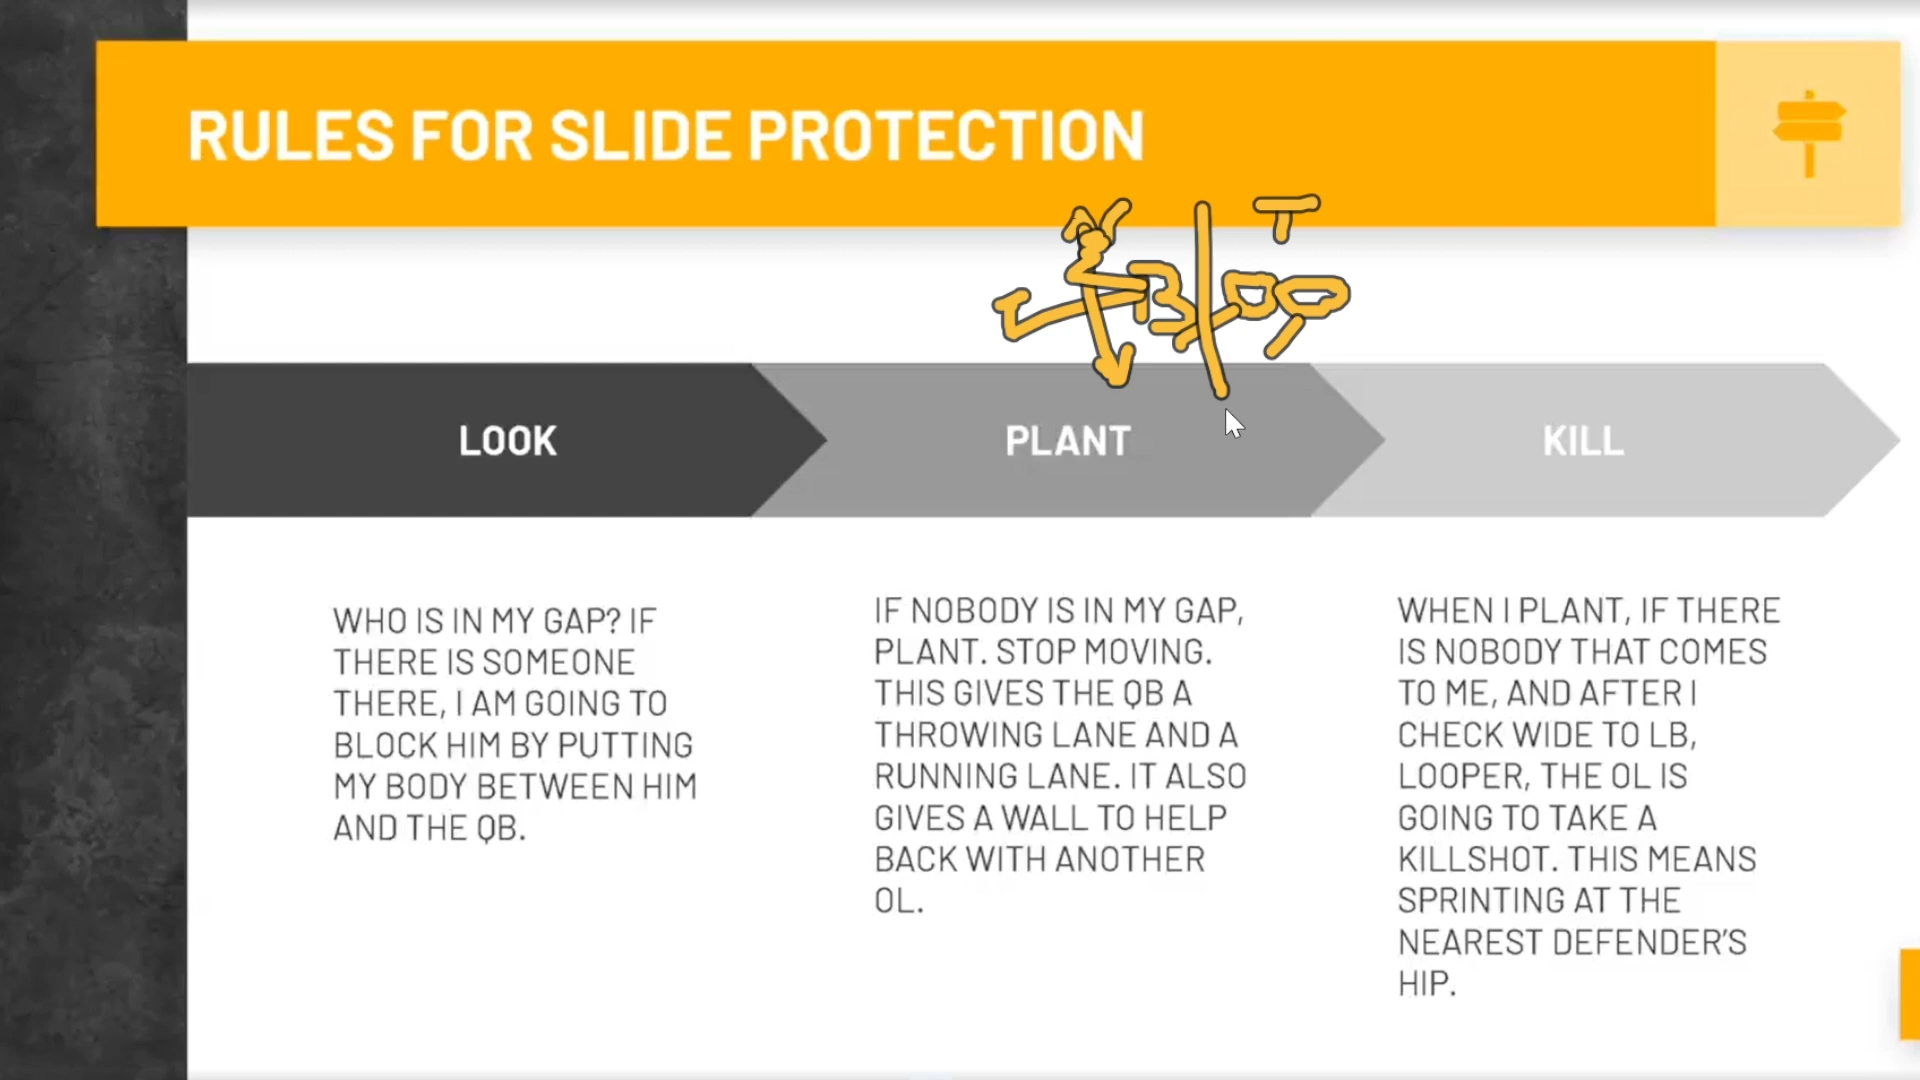 RULES FOR SLIDE PROTECTION
T
LOOK
PLANT
KILL
WHO IS IN MY GAP? IF
THERE IS SOMEONE
THERE, I AM GOING TO
BLOCK HIM BY PUTTING
MY BODY BETWEEN HIM
AND THE QB.
IF NOBODY IS IN MY GAP,
PLANT. STOP MOVING.
THIS GIVES THE QB A
THROWING LANE AND A
RUNNING LANE. IT ALSO
GIVES A WALL TO HELP
BACK WITH ANOTHER
OL.
WHEN I PLANT, IF THERE
IS NOBODY THAT COMES
TO ME, AND AFTER I
CHECK WIDE TO LB,
LOOPER, THE OL IS
GOING TO TAKE A
KILLSHOT. THIS MEANS
SPRINTING AT THE
NEAREST DEFENDER'S
HIP.